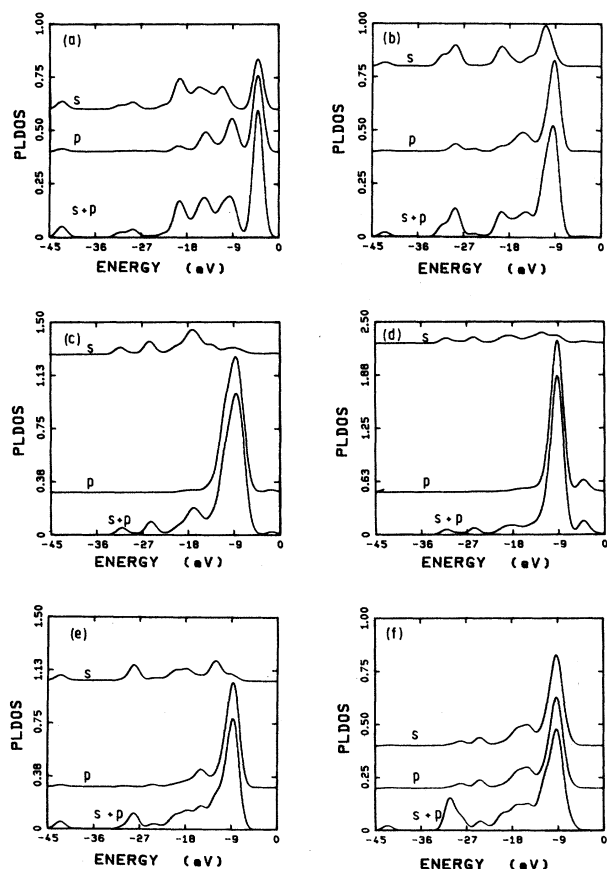 (a)
1.00
0.75
0.50
0.25
0
PLDOS
s
p
s+p
-45 -36 -27 -18 -9 0
ENERGY (eV)
(b)
1.00
0.75
0.50
0.25
0
PLDOS
s
p
s+p
-45 -36 -27 -18 -9 0
ENERGY (eV)
(c)
1.50
1.13
0.75
0.38
0
PLDOS
s
p
s+p
-45 -36 -27 -18 -9 0
ENERGY (eV)
(d)
2.50
1.88
1.25
0.63
0
PLDOS
s
p
s+p
-45 -36 -27 -18 -9 0
ENERGY (eV)
(e)
1.50
1.13
0.75
0.38
0
PLDOS
s
p
s+p
-45 -36 -27 -18 -9 0
ENERGY (eV)
(f)
1.00
0.75
0.50
0.25
0
PLDOS
s
p
s+p
-45 -36 -27 -18 -9 0
ENERGY (eV)